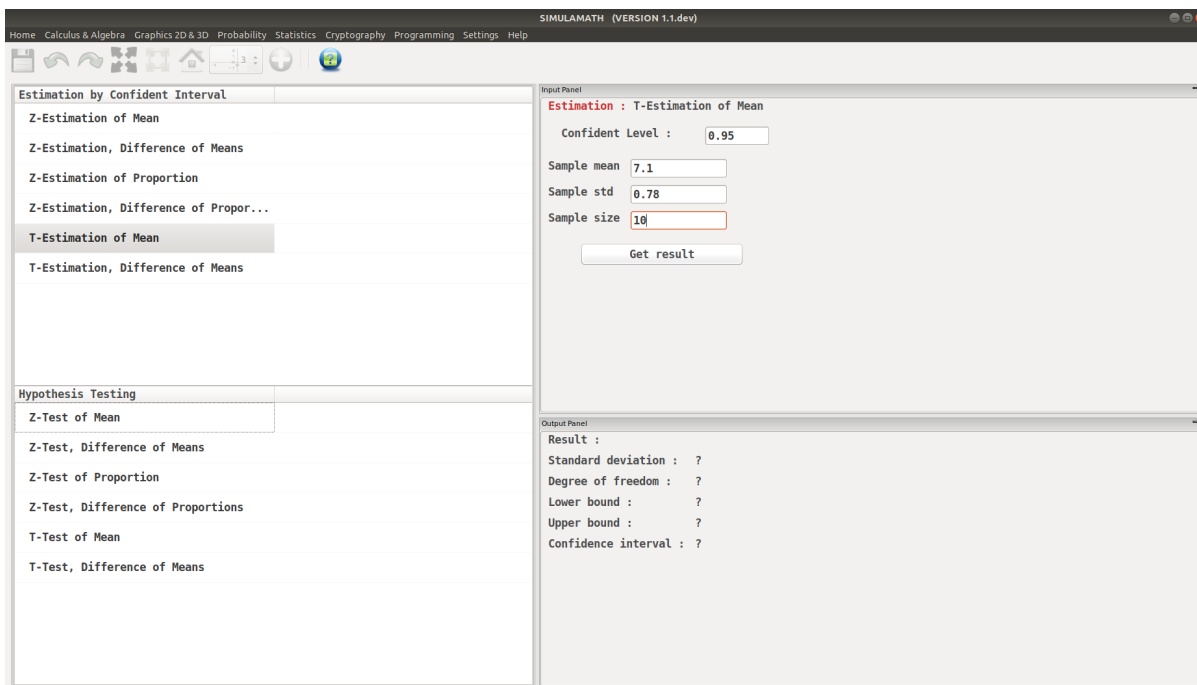 SIMULAMATH (VERSION 1.1.dev)
Home Calculus & Algebra Graphics 2D & 3D Probability Statistics Cryptography Programming Settings Help
3
Estimation by Confident Interval
Z-Estimation of Mean
Z-Estimation, Difference of Means
Z-Estimation of Proportion
Z-Estimation, Difference of Propor...
T-Estimation of Mean
T-Estimation, Difference of Means
Hypothesis Testing
Z-Test of Mean
Z-Test, Difference of Means
Z-Test of Proportion
Z-Test, Difference of Proportions
T-Test of Mean
T-Test, Difference of Means
Input Panel
Estimation : T-Estimation of Mean
Confident Level : 0.95
Sample mean 7.1
Sample std 0.78
Sample size 10
Get result
Output Panel
Result :
Standard deviation : ?
Degree of freedom : ?
Lower bound : ?
Upper bound : ?
Confidence interval : ?